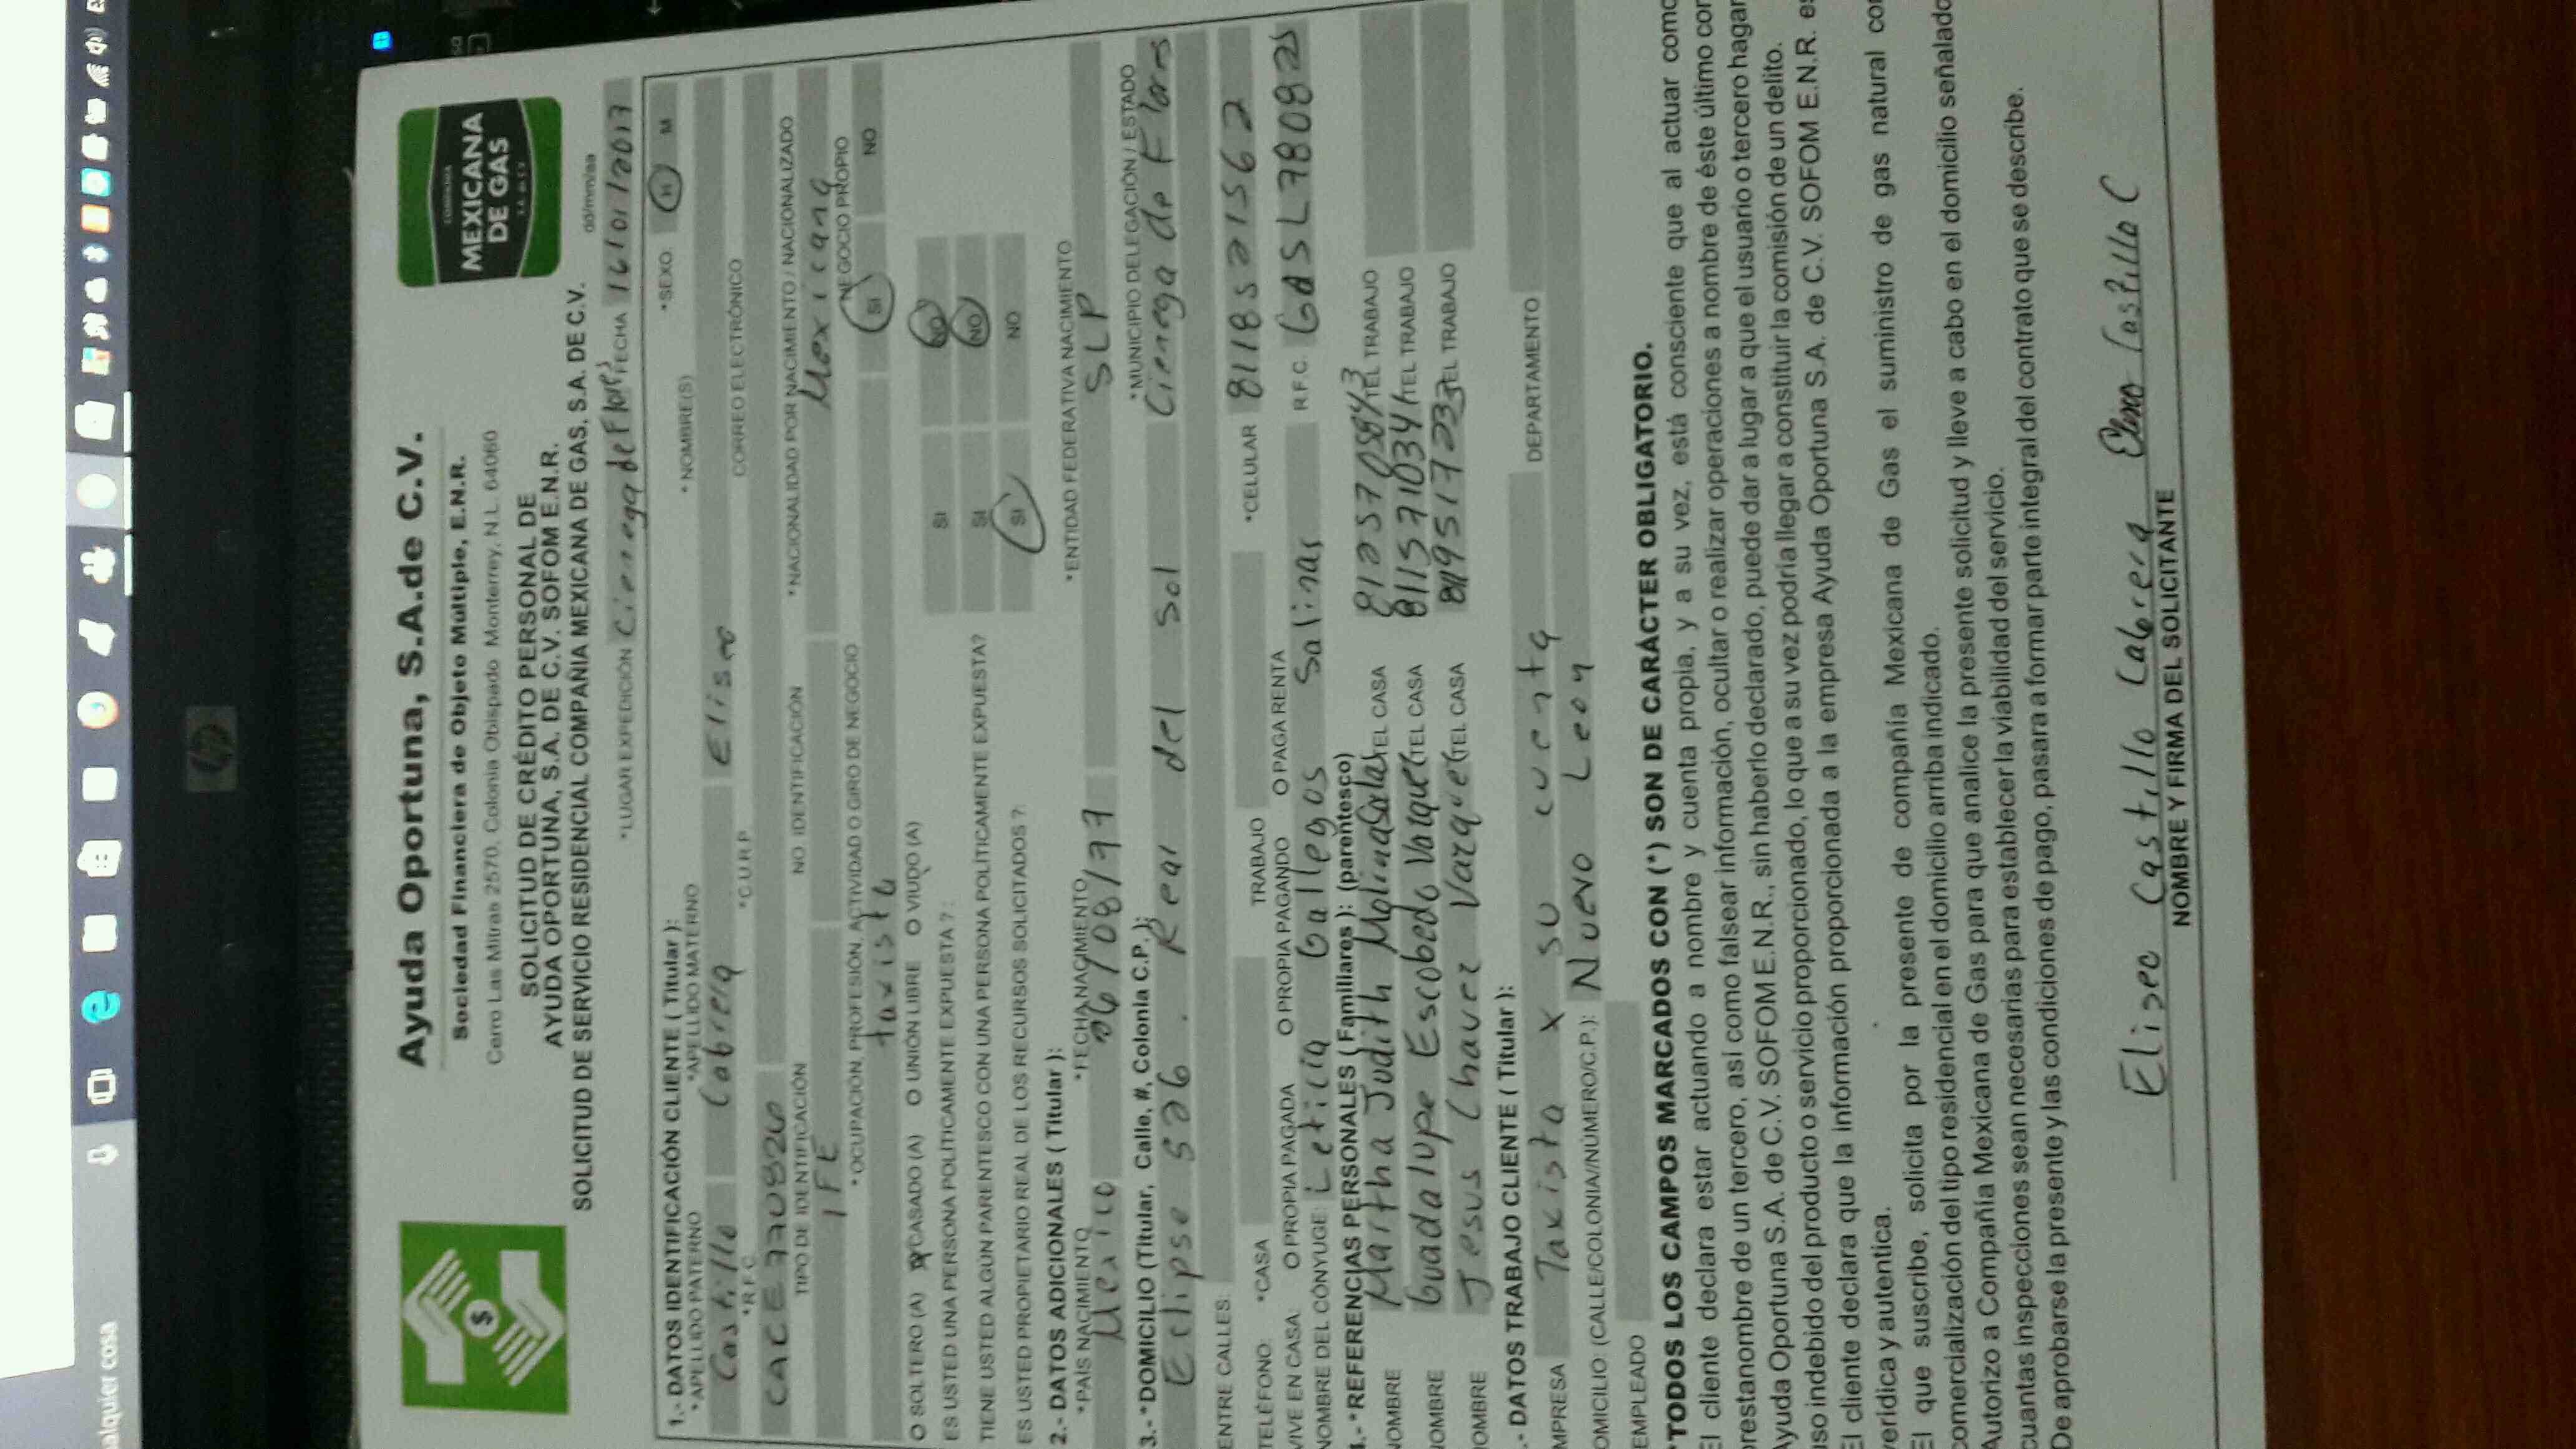 alquier cosa
hp
COMPAÑIA
MEXICANA
DE GAS
S.A. DE C.V.
Ayuda Oportuna, S.A.de C.V.
Sociedad Financiera de Objeto Múltiple, E.N.R.
Cerro Las Mitras 2570, Colonia Obispado Monterrey, N.L. 64060
SOLICITUD DE CRÉDITO PERSONAL DE
AYUDA OPORTUNA, S.A. DE C.V. SOFOM E.N.R.
SOLICITUD DE SERVICIO RESIDENCIAL COMPAÑIA MEXICANA DE GAS, S.A. DE C.V.
dd/mm/aa
*LUGAR EXPEDICIÓN Cienega de Flores FECHA 16/01/2017
1.- DATOS IDENTIFICACIÓN CLIENTE ( Titular ):
*APELLIDO PATERNO *APELLIDO MATERNO *NOMBRE(S) *SEXO: H M
Castillo Cabrera Eliseo
*R.F.C. *C.U.R.P CORREO ELECTRÓNICO
CACE770826
TIPO DE IDENTIFICACIÓN NO IDENTIFICACIÓN *NACIONALIDAD POR NACIMIENTO / NACIONALIZADO
IFE Mexicana
*OCUPACIÓN, PROFESIÓN, ACTIVIDAD O GIRO DE NEGOCIO NEGOCIO PROPIO
taxista SI NO
O SOLTERO (A) CASADO (A) O UNIÓN LIBRE O VIUDO (A)
ES USTED UNA PERSONA POLÍTICAMENTE EXPUESTA ? : SI NO
TIENE USTED ALGÚN PARENTESCO CON UNA PERSONA POLÍTICAMENTE EXPUESTA? SI NO
ES USTED PROPIETARIO REAL DE LOS RECURSOS SOLICITADOS ?: SI NO
2.- DATOS ADICIONALES ( Titular ):
*PAÍS NACIMIENTO *FECHA NACIMIENTO *ENTIDAD FEDERATIVA NACIMIENTO
Mexico 26/08/77 SLP
3.- *DOMICILIO (Titular, Calle, #, Colonia C.P. ): *MUNICIPIO DELEGACIÓN / ESTADO
Eclipse 526. Real del Sol Cienega de Flores
ENTRE CALLES:
TELÉFONO: *CASA TRABAJO *CELULAR 8118521562
VIVE EN CASA: O PROPIA PAGADA O PROPIA PAGANDO O PAGA RENTA
NOMBRE DEL CÓNYUGE: Leticia Gallegos Salinas R.F.C. GASL780825
.- *REFERENCIAS PERSONALES ( Familiares ): (parentesco)
NOMBRE Martha Judith Molina Salas TEL CASA TEL TRABAJO
NOMBRE Guadalupe Escobedo Vazquez TEL CASA 8115710341 TEL TRABAJO
OMBRE Jesus Chavez Vazquez TEL CASA TEL TRABAJO
.- DATOS TRABAJO CLIENTE ( Titular ):
MPRESA Taxista x su cuenta DEPARTAMENTO
OMICILIO: (CALLE/COLONIA/NÚMERO/C.P.): Nuevo Leon
EMPLEADO
*TODOS LOS CAMPOS MARCADOS CON (*) SON DE CARÁCTER OBLIGATORIO.
El cliente declara estar actuando a nombre y cuenta propia, y a su vez, está consciente que al actuar como
prestanombre de un tercero, así como falsear información, ocultar o realizar operaciones a nombre de éste último con
Ayuda Oportuna S.A. de C.V. SOFOM E.N.R., sin haberlo declarado, puede dar a lugar a que el usuario o tercero hagan
uso indebido del producto o servicio proporcionado, lo que a su vez podría llegar a constituir la comisión de un delito.
El cliente declara que la información proporcionada a la empresa Ayuda Oportuna S.A. de C.V. SOFOM E.N.R. es
verídica y autentica.
El que suscribe, solicita por la presente de compañía Mexicana de Gas el suministro de gas natural con
comercialización del tipo residencial en el domicilio arriba indicado.
Autorizo a Compañía Mexicana de Gas para que analice la presente solicitud y lleve a cabo en el domicilio señalado
cuantas inspecciones sean necesarias para establecer la viabilidad del servicio.
De aprobarse la presente y las condiciones de pago, pasara a formar parte integral del contrato que se describe.
Eliseo Castillo Cabrera Eliseo Castillo C
NOMBRE Y FIRMA DEL SOLICITANTE